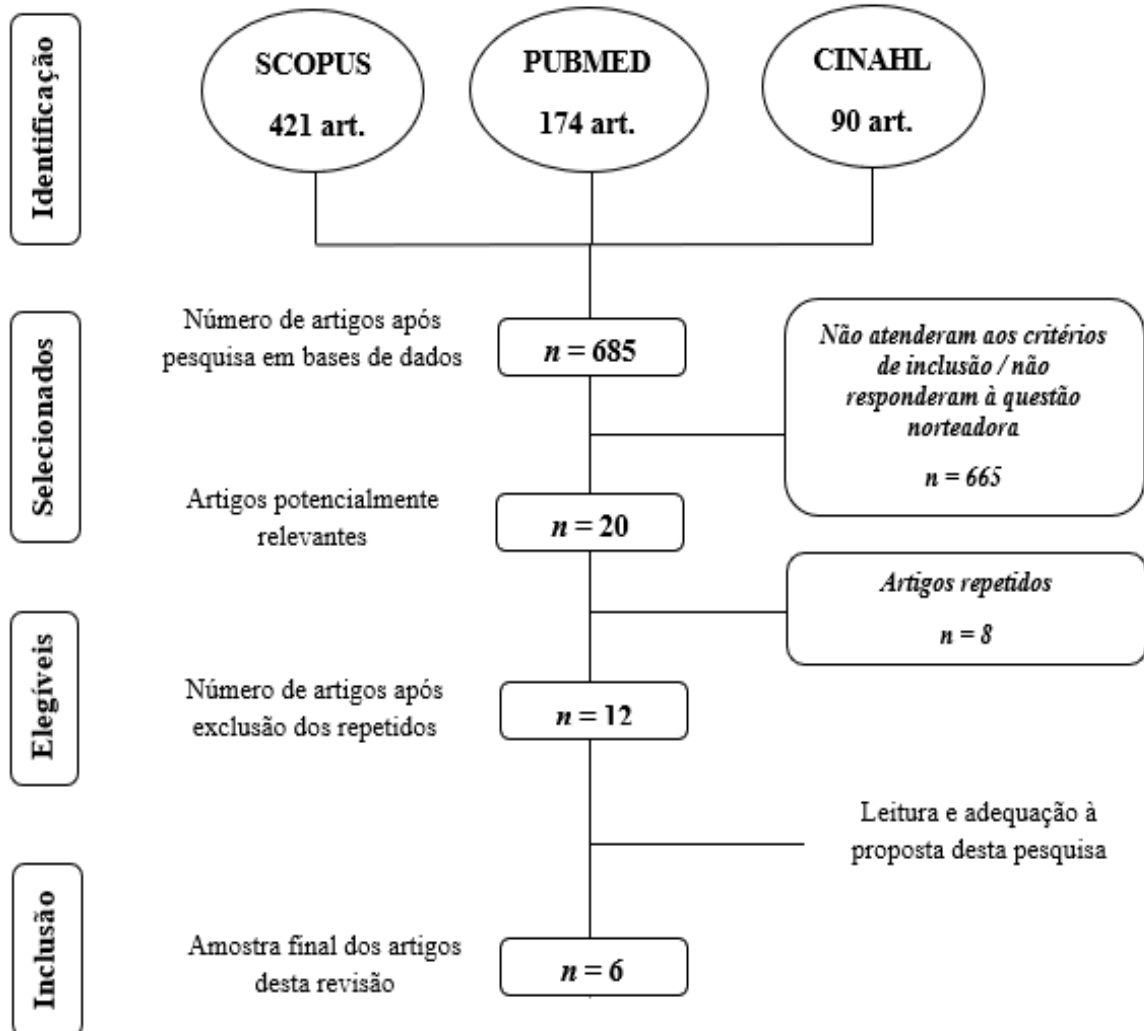 Identificação
SCOPUS
421 art.
PUBMED
174 art.
CINAHL
90 art.
Selecionados
Número de artigos após
pesquisa em bases de dados
n = 685
Não atenderam aos critérios
de inclusão / não
responderam à questão
norteadora
n = 665
Artigos potencialmente
relevantes
n = 20
Artigos repetidos
n = 8
Elegíveis
Número de artigos após
exclusão dos repetidos
n = 12
Leitura e adequação à
proposta desta pesquisa
Inclusão
Amostra final dos artigos
desta revisão
n = 6